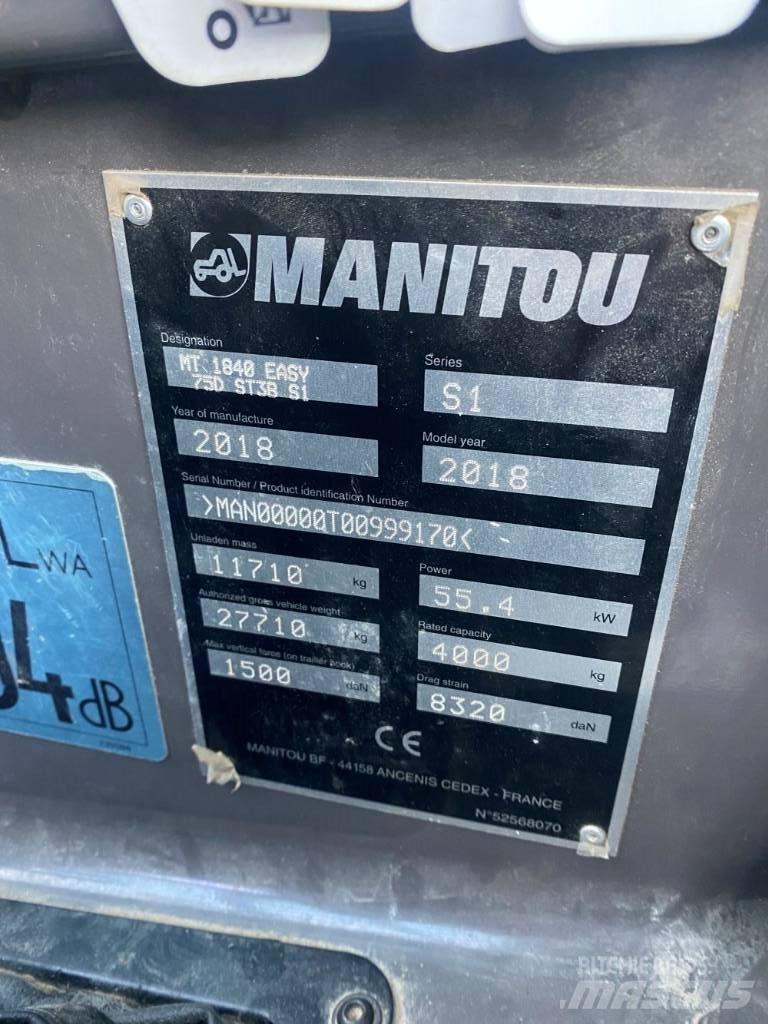 MANITOU
Designation
MT 1840 EASY
75D ST3B S1
Series
S1
Year of manufacture
2018
Model year
2018
Serial Number / Product identification Number
>MAN00000T00999170<
Unladen mass
11710 kg
Power
55.4 kW
Authorized gross vehicle weight
27710 kg
Rated capacity
4000 kg
Max vertical force (on trailler hook)
1500 daN
Drag strain
8320 daN
CE
MANITOU BF - 44158 ANCENIS CEDEX - FRANCE
N°52568070
LWA
4dB
RITCHIE BROS
MASCUS